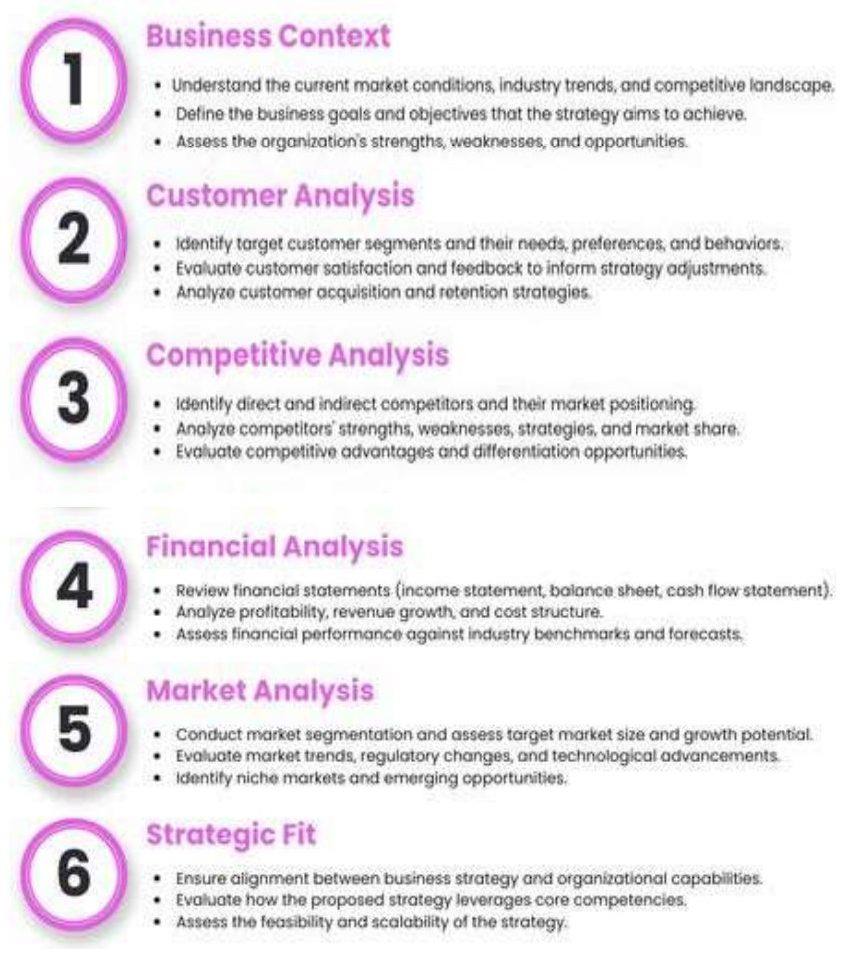 1
Business Context
• Understand the current market conditions, industry trends, and competitive landscape.
• Define the business goals and objectives that the strategy aims to achieve.
• Assess the organization's strengths, weaknesses, and opportunities.
2
Customer Analysis
• Identify target customer segments and their needs, preferences, and behaviors.
• Evaluate customer satisfaction and feedback to inform strategy adjustments.
• Analyze customer acquisition and retention strategies.
3
Competitive Analysis
• Identify direct and indirect competitors and their market positioning.
• Analyze competitors' strengths, weaknesses, strategies, and market share.
• Evaluate competitive advantages and differentiation opportunities.
4
Financial Analysis
• Review financial statements (income statement, balance sheet, cash flow statement).
• Analyze profitability, revenue growth, and cost structure.
• Assess financial performance against industry benchmarks and forecasts.
5
Market Analysis
• Conduct market segmentation and assess target market size and growth potential.
• Evaluate market trends, regulatory changes, and technological advancements.
• Identify niche markets and emerging opportunities.
6
Strategic Fit
• Ensure alignment between business strategy and organizational capabilities.
• Evaluate how the proposed strategy leverages core competencies.
• Assess the feasibility and scalability of the strategy.